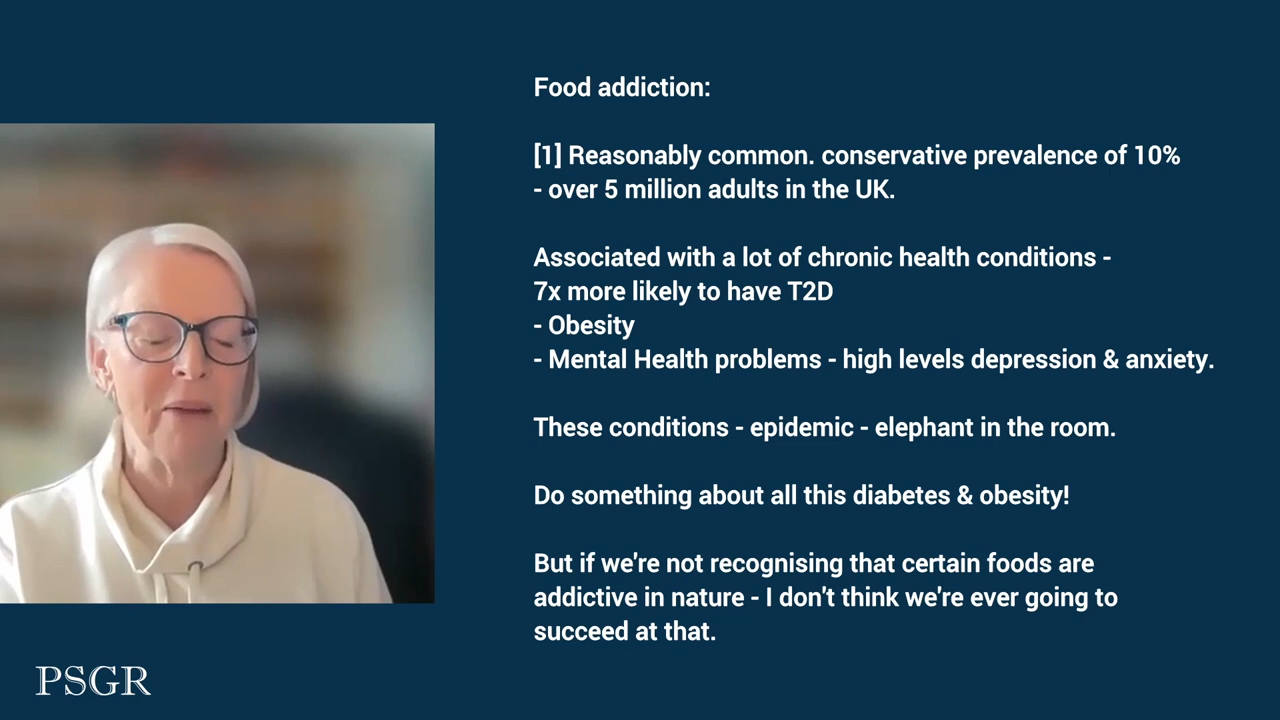 Food addiction:
[1] Reasonably common. conservative prevalence of 10%
- over 5 million adults in the UK.
Associated with a lot of chronic health conditions -
7x more likely to have T2D
- Obesity
- Mental Health problems - high levels depression & anxiety.
These conditions - epidemic - elephant in the room.
Do something about all this diabetes & obesity!
But if we're not recognising that certain foods are
addictive in nature - I don't think we're ever going to
succeed at that.
PSGR